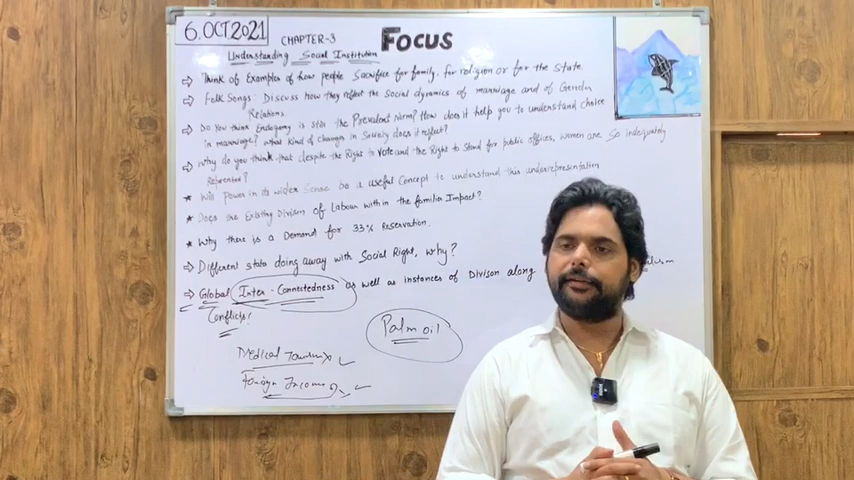 6. OCT 2021 CHAPTER-3 FOCUS
Understanding Social Institution
⇒ Think of Examples of how people Sacrifice for family. for religion or for the State.
⇒ Folk Songs: Discuss how they reflect the Social dynamics of marriage and of Gender
Relations.
⇒ Do you think Endogamy is still the Prevalent Norm? How does it help you to understand choice
in marriage? What kind of changes in Society does it reflect?
⇒ Why do you think that despite the Right to vote and the Right to Stand for public offices, women are so
Represented?
* Will Power in its wider Sense be a useful Concept to understand this underrepresentation
* Does the Existing Division of Labour within the familial Impact?
* Why there is a Demand for 33% Reservation.
⇒ Different state doing away with Social Right, why?
⇒ Global Inter-Connectedness as well as instances of Divison along
Conflicts!
Palm oil
Medical Tourism
Foreign Income